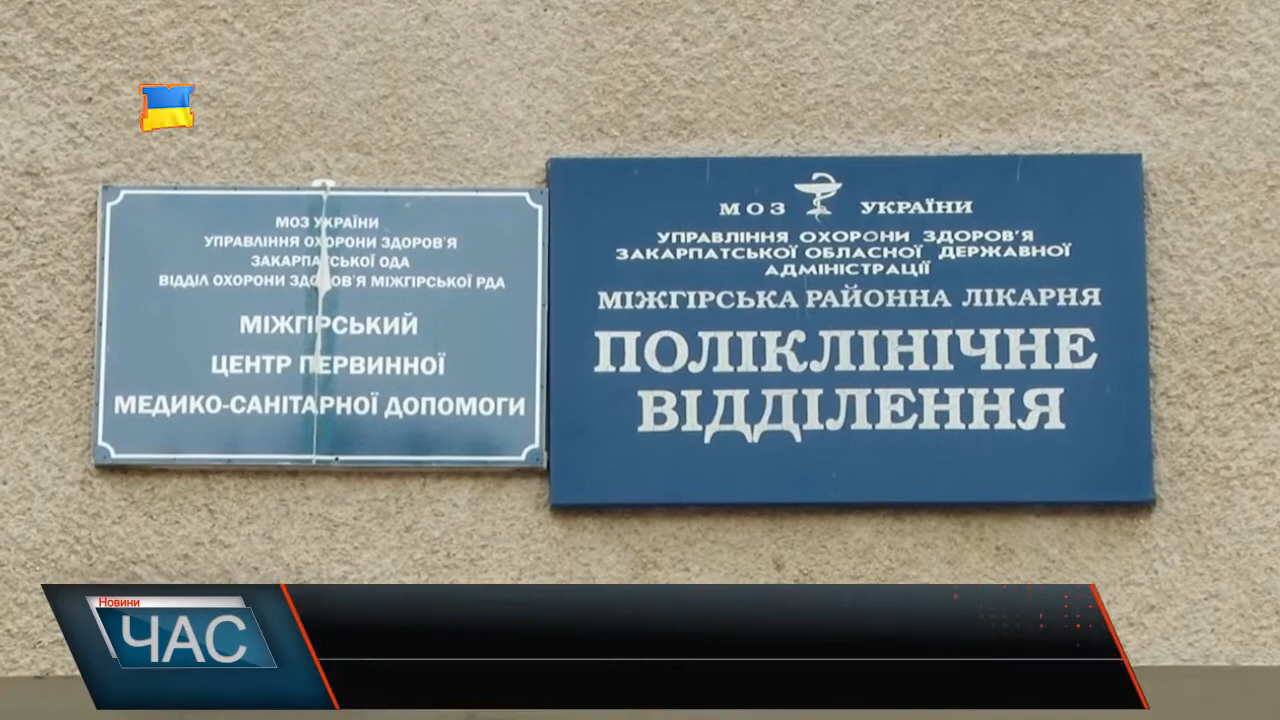 МОЗ УКРАЇНИ
УПРАВЛІННЯ ОХОРОНИ ЗДОРОВ'Я
ЗАКАРПАТСЬКОЇ ОДА
ВІДДІЛ ОХОРОНИ ЗДОРОВ'Я МІЖГІРСЬКОЇ РДА
МІЖГІРСЬКИЙ
ЦЕНТР ПЕРВИННОЇ
МЕДИКО-САНІТАРНОЇ ДОПОМОГИ
МОЗ УКРАЇНИ
УПРАВЛІННЯ ОХОРОНИ ЗДОРОВ'Я
ЗАКАРПАТСЬКОЇ ОБЛАСНОЇ ДЕРЖАВНОЇ
АДМІНІСТРАЦІЇ
МІЖГІРСЬКА РАЙОННА ЛІКАРНЯ
ПОЛІКЛІНІЧНЕ
ВІДДІЛЕННЯ
Новини
ЧАС